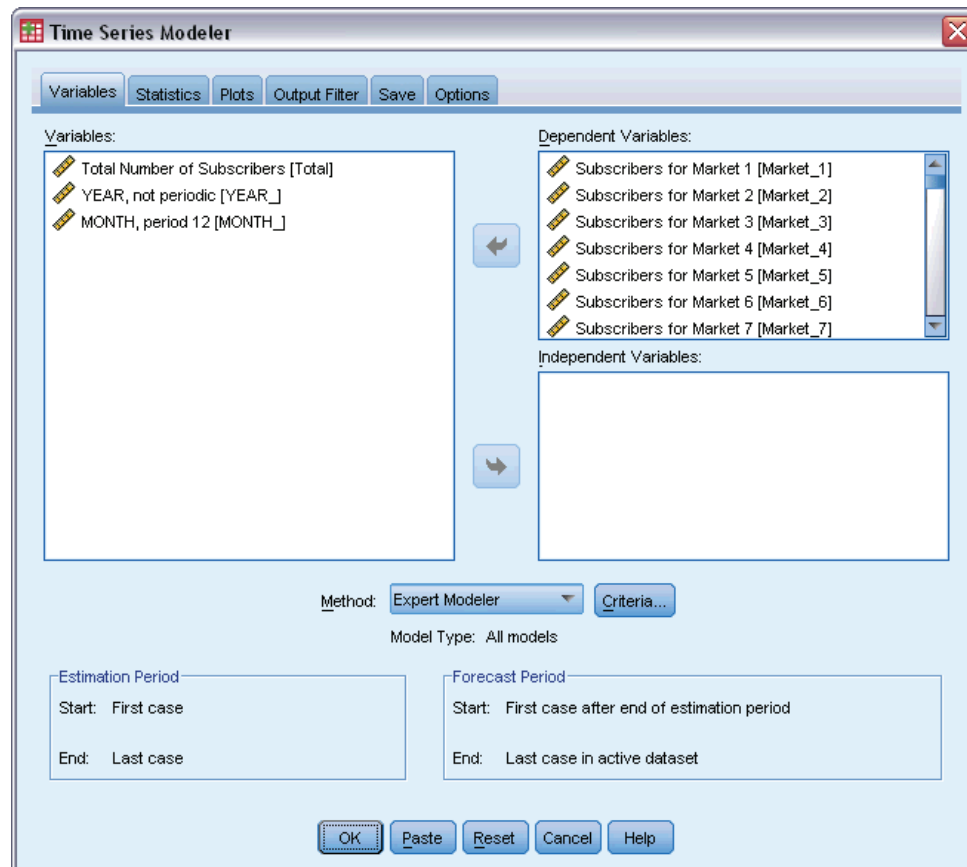 Time Series Modeler
Variables Statistics Plots Output Filter Save Options
Variables:
Total Number of Subscribers [Total]
YEAR, not periodic [YEAR_]
MONTH, period 12 [MONTH_]
Dependent Variables:
Subscribers for Market 1 [Market_1]
Subscribers for Market 2 [Market_2]
Subscribers for Market 3 [Market_3]
Subscribers for Market 4 [Market_4]
Subscribers for Market 5 [Market_5]
Subscribers for Market 6 [Market_6]
Subscribers for Market 7 [Market_7]
Independent Variables:
Method: Expert Modeler Criteria...
Model Type: All models
Estimation Period
Start: First case
End: Last case
Forecast Period
Start: First case after end of estimation period
End: Last case in active dataset
OK Paste Reset Cancel Help